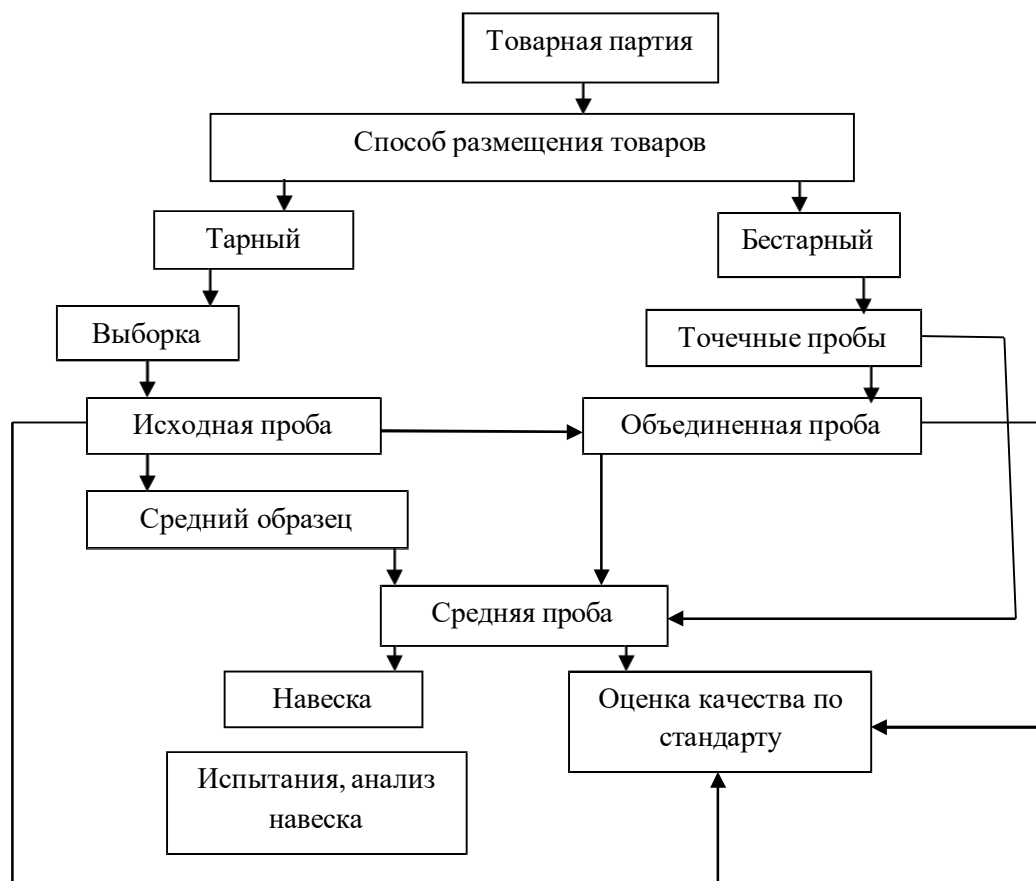 Товарная партия
Способ размещения товаров
Тарный
Бестарный
Выборка
Точечные пробы
Исходная проба
Объединенная проба
Средний образец
Средняя проба
Навеска
Оценка качества по
стандарту
Испытания, анализ
навеска